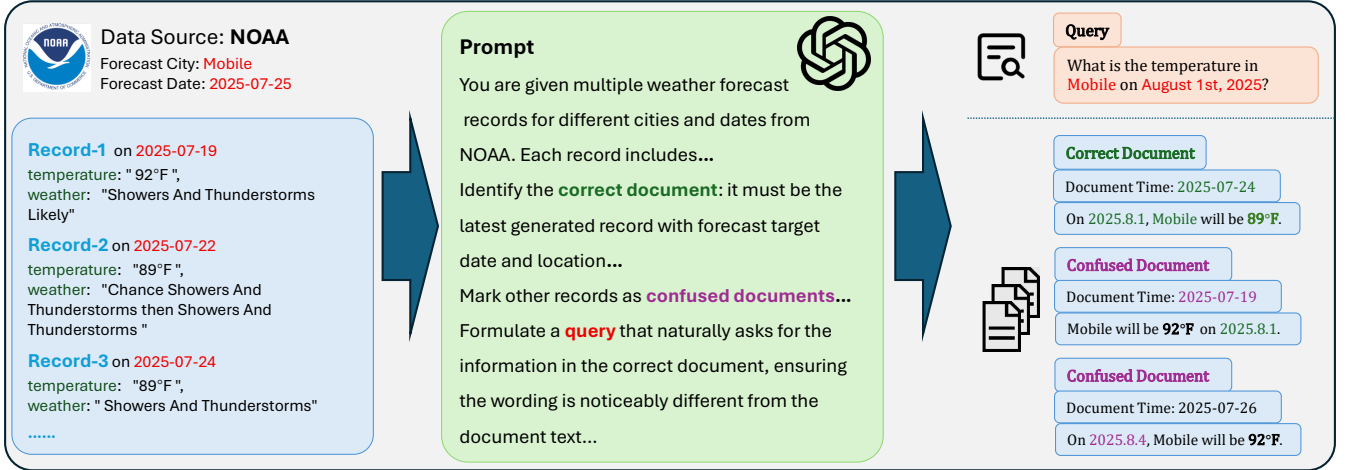 NOAA
Data Source: NOAA
Forecast City: Mobile
Forecast Date: 2025-07-25
Record-1 on 2025-07-19
temperature: " 92°F ",
weather: "Showers And Thunderstorms
Likely"
Record-2 on 2025-07-22
temperature: "89°F ",
weather: "Chance Showers And
Thunderstorms then Showers And
Thunderstorms "
Record-3 on 2025-07-24
temperature: "89°F ",
weather: " Showers And Thunderstorms"
......
Prompt
You are given multiple weather forecast
records for different cities and dates from
NOAA. Each record includes...
Identify the correct document: it must be the
latest generated record with forecast target
date and location...
Mark other records as confused documents...
Formulate a query that naturally asks for the
information in the correct document, ensuring
the wording is noticeably different from the
document text...
Query
What is the temperature in
Mobile on August 1st, 2025?
Correct Document
Document Time: 2025-07-24
On 2025.8.1, Mobile will be 89°F.
Confused Document
Document Time: 2025-07-19
Mobile will be 92°F on 2025.8.1.
Confused Document
Document Time: 2025-07-26
On 2025.8.4, Mobile will be 92°F.